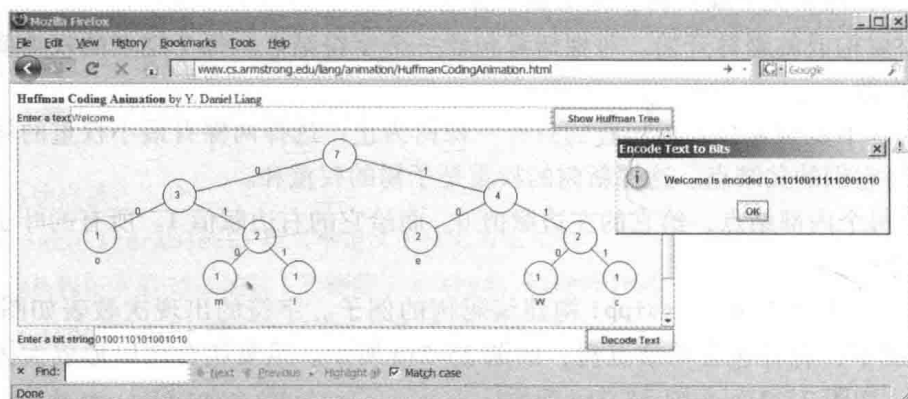 Mozilla Firefox
File Edit View History Bookmarks Tools Help
www.cs.armstrong.edu/liang/animation/HuffmanCodingAnimation.html
Google
Huffman Coding Animation by Y. Daniel Liang
Enter a text Welcome
Show Huffman Tree
7
0 1
3 4
0 1 0 1
1 2 2 2
o e
0 1 0 1
1 1 1 1
m l W c
Encode Text to Bits
Welcome is encoded to 110100111110001010
OK
Enter a bit string 0100110101001010
Decode Text
Find: Next Previous Highlight all Match case
Done